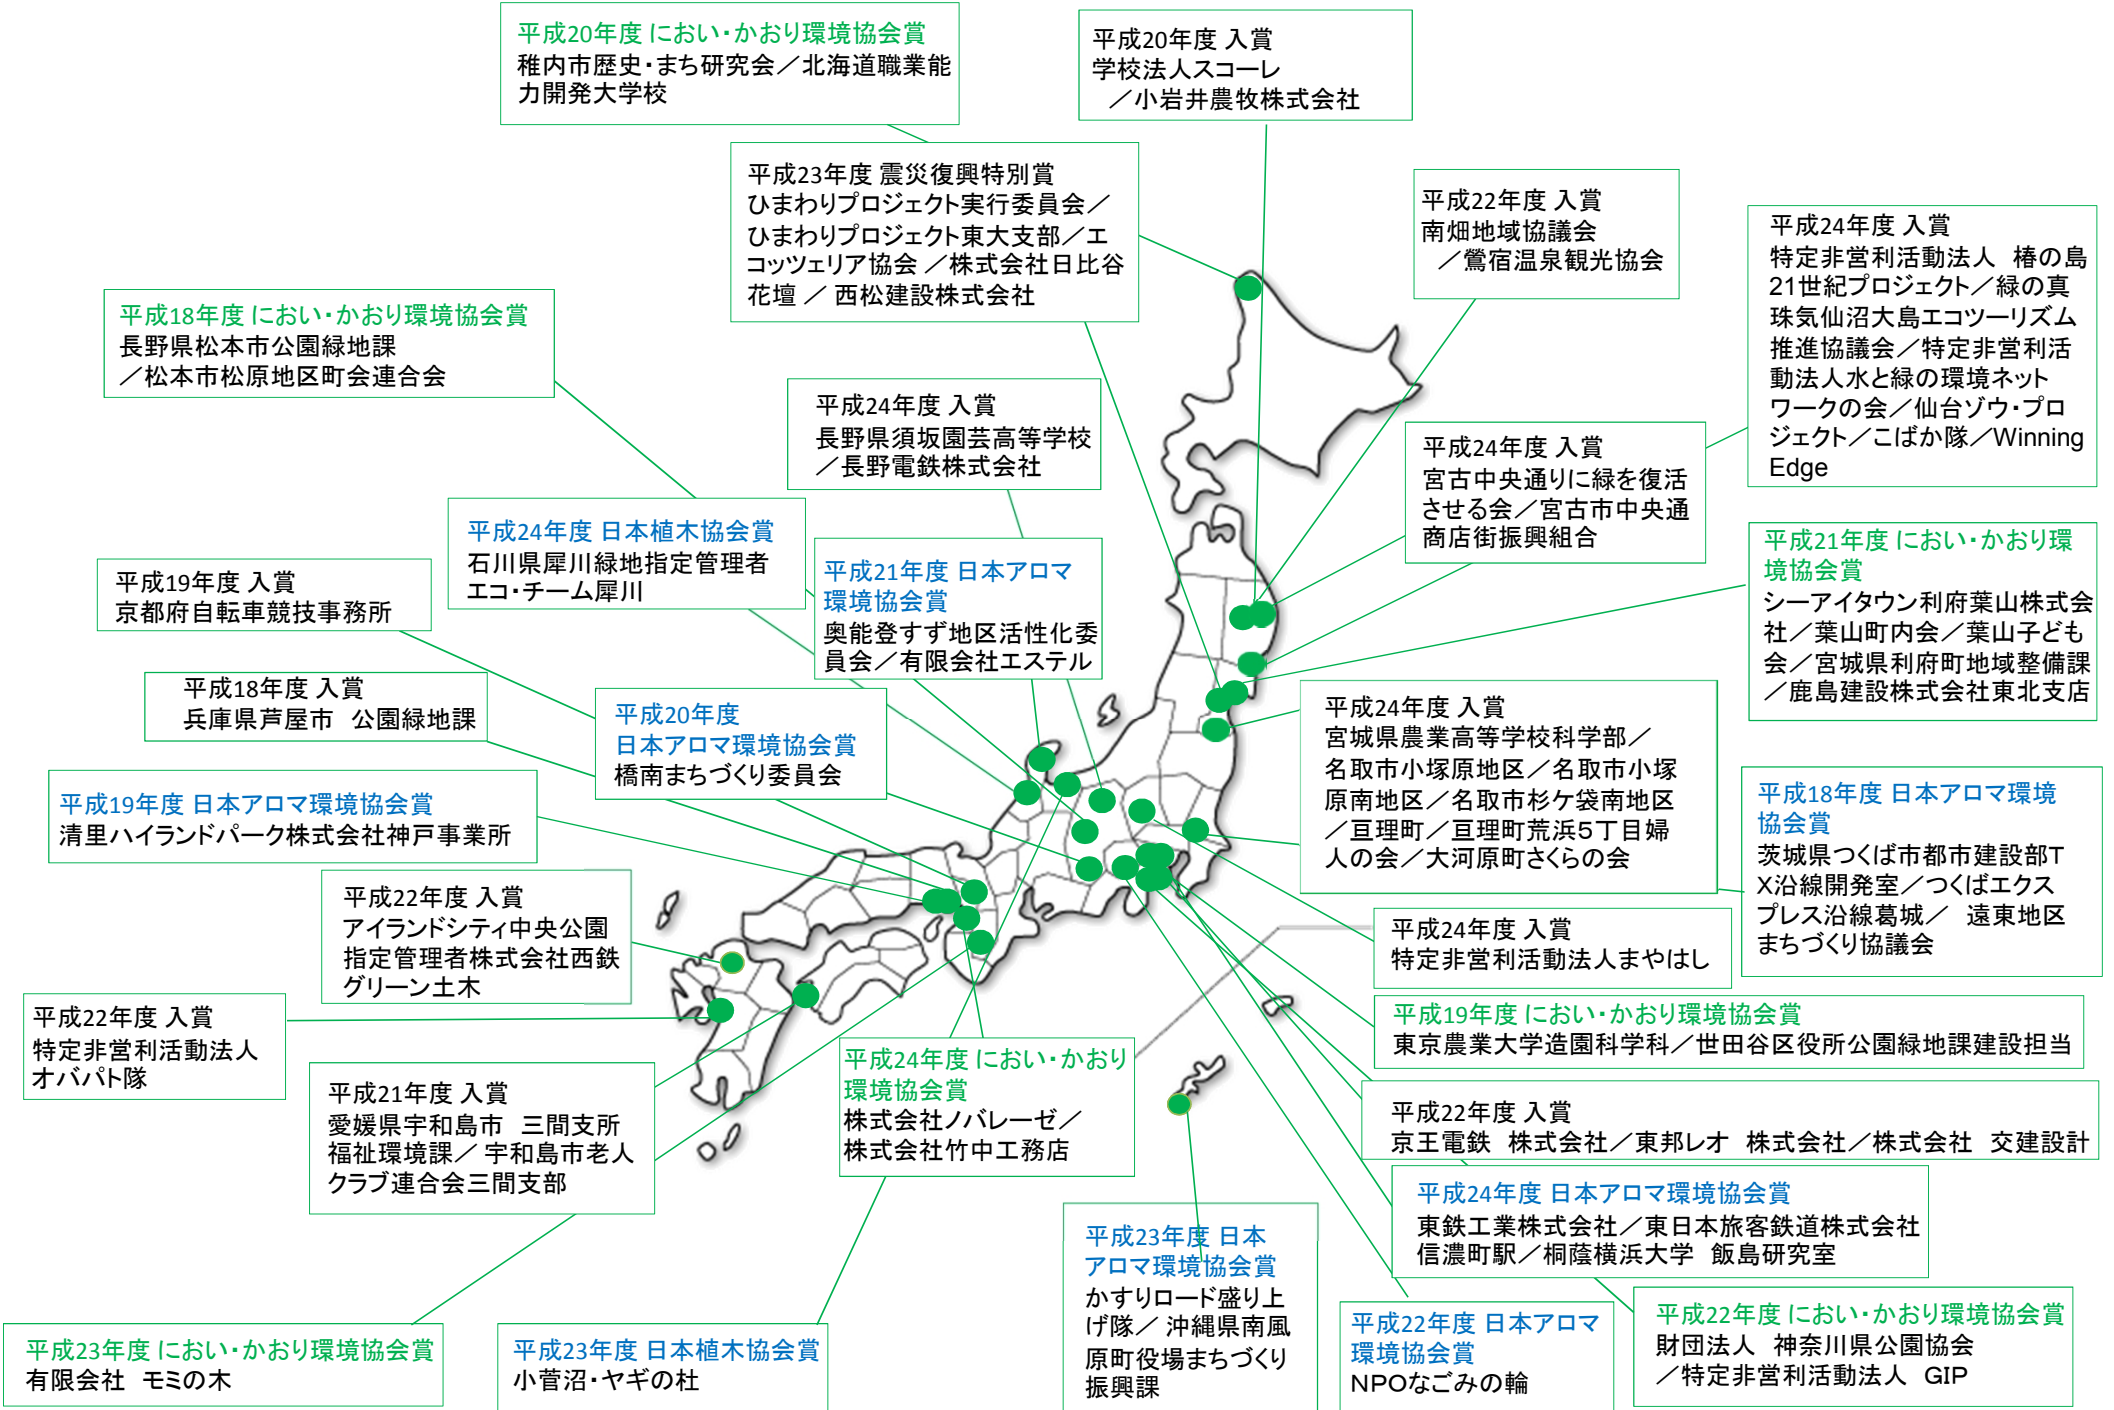 平成20年度 におい・かおり環境協会賞
稚内市歴史・まち研究会／北海道職業能
力開発大学校
平成20年度 入賞
学校法人スコーレ
／小岩井農牧株式会社
平成23年度 震災復興特別賞
ひまわりプロジェクト実行委員会／
ひまわりプロジェクト東大支部／エ
コッツェリア協会 ／株式会社日比谷
花壇 ／ 西松建設株式会社
平成22年度 入賞
南畑地域協議会
／鶯宿温泉観光協会
平成24年度 入賞
特定非営利活動法人　椿の島
21世紀プロジェクト／緑の真
珠気仙沼大島エコツーリズム
推進協議会／特定非営利活
動法人水と緑の環境ネット
ワークの会／仙台ゾウ・プロ
ジェクト／こばか隊／Winning
Edge
平成18年度 におい・かおり環境協会賞
長野県松本市公園緑地課
／松本市松原地区町会連合会
平成24年度 入賞
長野県須坂園芸高等学校
／長野電鉄株式会社
平成24年度 入賞
宮古中央通りに緑を復活
させる会／宮古市中央通
商店街振興組合
平成24年度 日本植木協会賞
石川県犀川緑地指定管理者
エコ・チーム犀川
平成21年度 日本アロマ
環境協会賞
奥能登すず地区活性化委
員会／有限会社エステル
平成21年度 におい・かおり環
境協会賞
シーアイタウン利府葉山株式会
社／葉山町内会／葉山子ども
会／宮城県利府町地域整備課
／鹿島建設株式会社東北支店
平成19年度 入賞
京都府自転車競技事務所
平成18年度 入賞
兵庫県芦屋市　公園緑地課
平成20年度
日本アロマ環境協会賞
橋南まちづくり委員会
平成24年度 入賞
宮城県農業高等学校科学部／
名取市小塚原地区／名取市小塚
原南地区／名取市杉ケ袋南地区
／亘理町／亘理町荒浜５丁目婦
人の会／大河原町さくらの会
平成19年度 日本アロマ環境協会賞
清里ハイランドパーク株式会社神戸事業所
平成18年度 日本アロマ環境
協会賞
茨城県つくば市都市建設部T
X沿線開発室／つくばエクス
プレス沿線葛城／　遠東地区
まちづくり協議会
平成22年度 入賞
アイランドシティ中央公園
指定管理者株式会社西鉄
グリーン土木
平成24年度 入賞
特定非営利活動法人まやはし
平成22年度 入賞
特定非営利活動法人
オバパト隊
平成19年度 におい・かおり環境協会賞
東京農業大学造園科学科／世田谷区役所公園緑地課建設担当
平成21年度 入賞
愛媛県宇和島市　三間支所
福祉環境課／ 宇和島市老人
クラブ連合会三間支部
平成24年度 におい・かおり
環境協会賞
株式会社ノバレーゼ／
株式会社竹中工務店
平成22年度 入賞
京王電鉄　株式会社／東邦レオ　株式会社／株式会社　交建設計
平成24年度 日本アロマ環境協会賞
東鉄工業株式会社／東日本旅客鉄道株式会社
信濃町駅／桐蔭横浜大学　飯島研究室
平成23年度 日本
アロマ環境協会賞
かすりロード盛り上
げ隊／ 沖縄県南風
原町役場まちづくり
振興課
平成23年度 におい・かおり環境協会賞
有限会社　モミの木
平成23年度 日本植木協会賞
小菅沼・ヤギの杜
平成22年度 日本アロマ
環境協会賞
NPOなごみの輪
平成22年度 におい・かおり環境協会賞
財団法人　神奈川県公園協会
／特定非営利活動法人　GIP